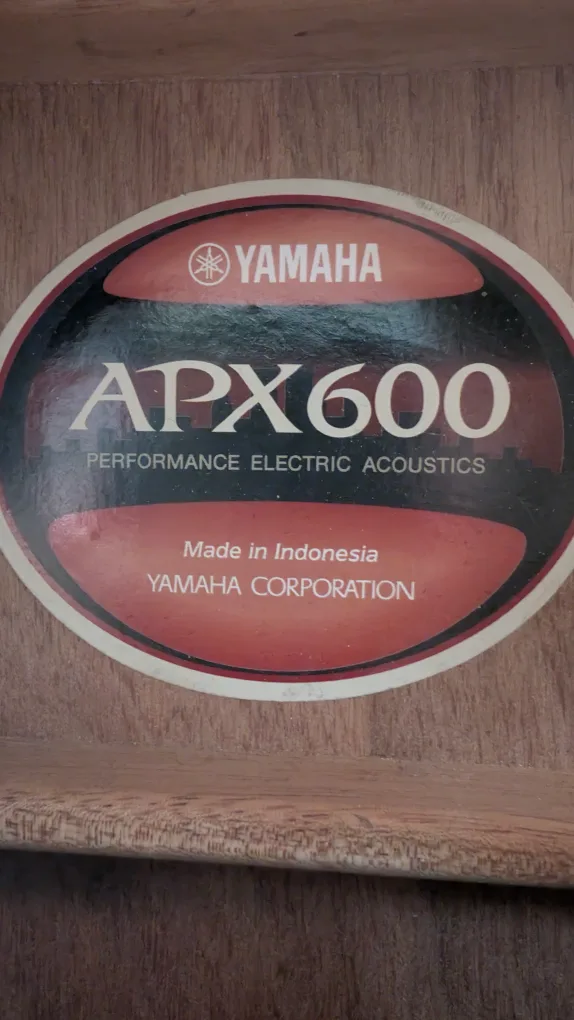 YAMAHA
APX600
PERFORMANCE ELECTRIC ACOUSTICS
Made in Indonesia
YAMAHA CORPORATION